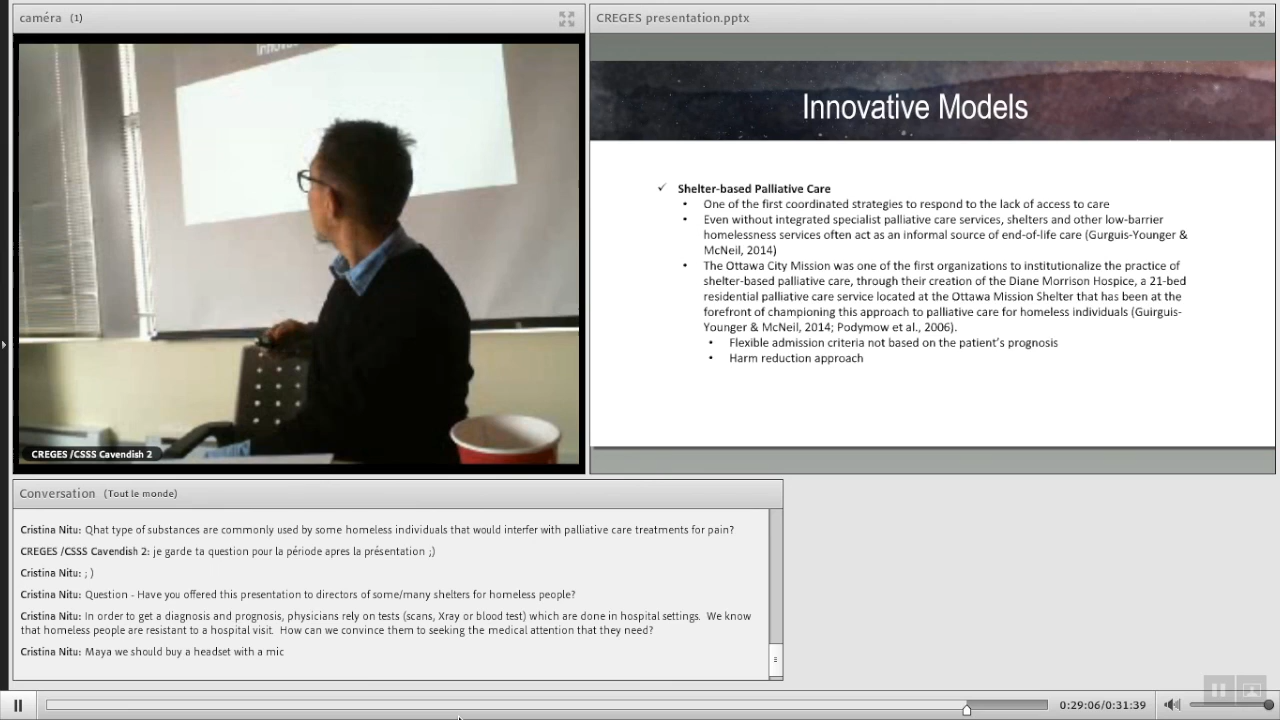 caméra (1)
CREGES presentation.pptx
CREGES /CSSS Cavendish 2
Innovative Models
✓ Shelter-based Palliative Care
• One of the first coordinated strategies to respond to the lack of access to care
• Even without integrated specialist palliative care services, shelters and other low-barrier
homelessness services often act as an informal source of end-of-life care (Gurguis-Younger &
McNeil, 2014)
• The Ottawa City Mission was one of the first organizations to institutionalize the practice of
shelter-based palliative care, through their creation of the Diane Morrison Hospice, a 21-bed
residential palliative care service located at the Ottawa Mission Shelter that has been at the
forefront of championing this approach to palliative care for homeless individuals (Guirguis-
Younger & McNeil, 2014; Podymow et al., 2006).
• Flexible admission criteria not based on the patient's prognosis
• Harm reduction approach
Conversation (Tout le monde)
Cristina Nitu: Qhat type of substances are commonly used by some homeless individuals that would interfer with palliative care treatments for pain?
CREGES /CSSS Cavendish 2: je garde ta question pour la période apres la présentation ;)
Cristina Nitu: ; )
Cristina Nitu: Question - Have you offered this presentation to directors of some/many shelters for homeless people?
Cristina Nitu: In order to get a diagnosis and prognosis, physicians rely on tests (scans, Xray or blood test) which are done in hospital settings. We know
that homeless people are resistant to a hospital visit. How can we convince them to seeking the medical attention that they need?
Cristina Nitu: Maya we should buy a headset with a mic
0:29:06/0:31:39